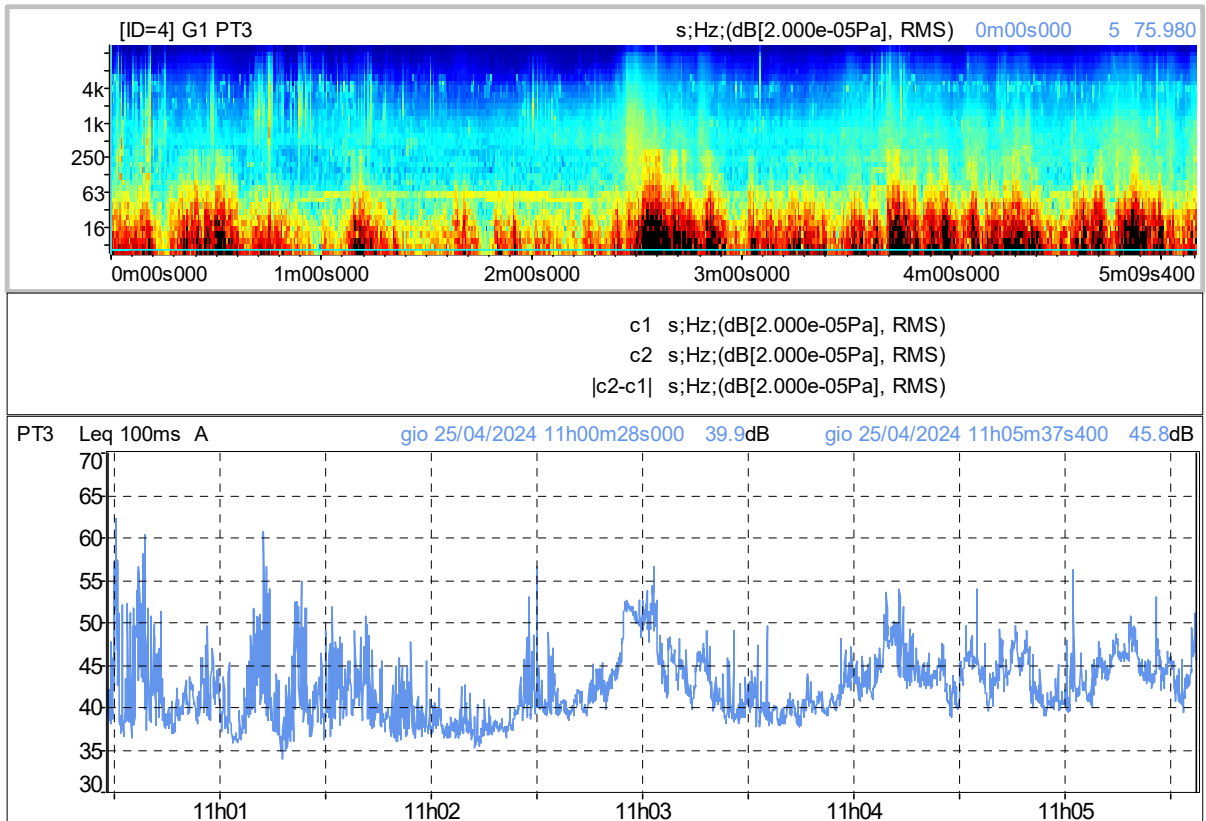 [ID=4] G1 PT3 s;Hz;(dB[2.000e-05Pa], RMS) 0m00s000 5 75.980
4k
1k
250
63
16
0m00s000 1m00s000 2m00s000 3m00s000 4m00s000 5m09s400
c1 s;Hz;(dB[2.000e-05Pa], RMS)
c2 s;Hz;(dB[2.000e-05Pa], RMS)
|c2-c1| s;Hz;(dB[2.000e-05Pa], RMS)
PT3 Leq 100ms A gio 25/04/2024 11h00m28s000 39.9dB gio 25/04/2024 11h05m37s400 45.8dB
70
65
60
55
50
45
40
35
30
11h01 11h02 11h03 11h04 11h05